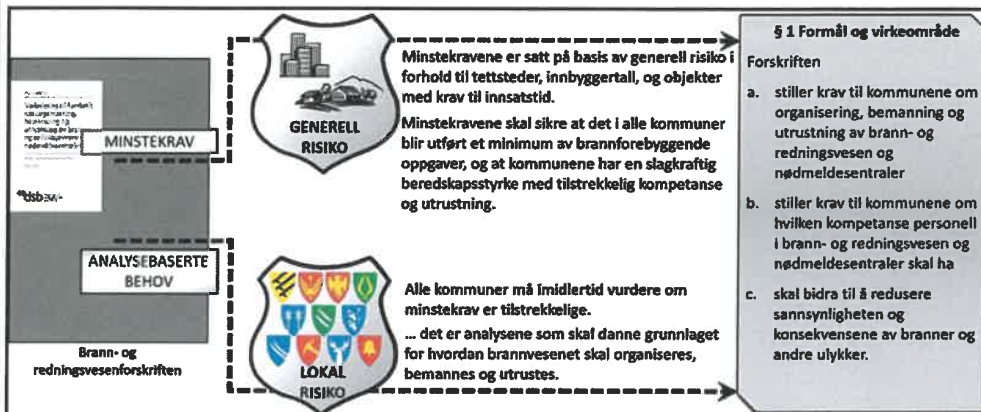 MINSTEKRAV
ANALYSEBASERTE
BEHOV
Brann- og
redningsvesenforskriften
GENERELL
RISIKO
Minstekravene er satt på basis av generell risiko i
forhold til tettsteder, innbyggertall, og objekter
med krav til innsatstid.
Minstekravene skal sikre at det i alle kommuner
blir utført et minimum av brannforebyggende
oppgaver, og at kommunene har en slagkraftig
beredskapsstyrke med tilstrekkelig kompetanse
og utrustning.
LOKAL
RISIKO
Alle kommuner må imidlertid vurdere om
minstekrav er tilstrekkelige.
... det er analysene som skal danne grunnlaget
for hvordan brannvesenet skal organiseres,
bemannes og utrustes.
§ 1 Formål og virkeområde
Forskriften
a. stiller krav til kommunene om
organisering, bemanning og
utrustning av brann- og
redningsvesen og
nødmeldesentraler
b. stiller krav til kommunene om
hvilken kompetanse personell
i brann- og redningsvesen og
nødmeldesentraler skal ha
c. skal bidra til å redusere
sannsynligheten og
konsekvensene av branner og
andre ulykker.